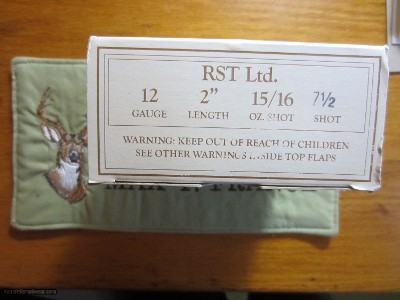 RST Ltd.
12 2” 15/16 7½
GAUGE LENGTH OZ. SHOT SHOT
WARNING: KEEP OUT OF REACH OF CHILDREN
SEE OTHER WARNINGS INSIDE TOP FLAPS